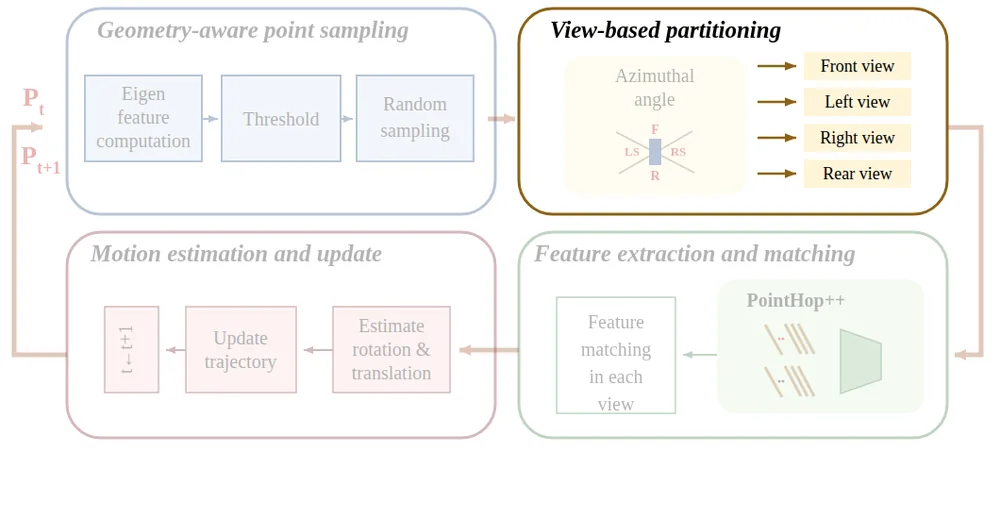 Geometry-aware point sampling
P_t
P_t+1
Eigen
feature
computation
Threshold
Random
sampling
View-based partitioning
Azimuthal
angle
F
LS
RS
R
Front view
Left view
Right view
Rear view
Feature extraction and matching
PointHop++
Feature
matching
in each
view
Motion estimation and update
Estimate
rotation &
translation
Update
trajectory
t←t+1